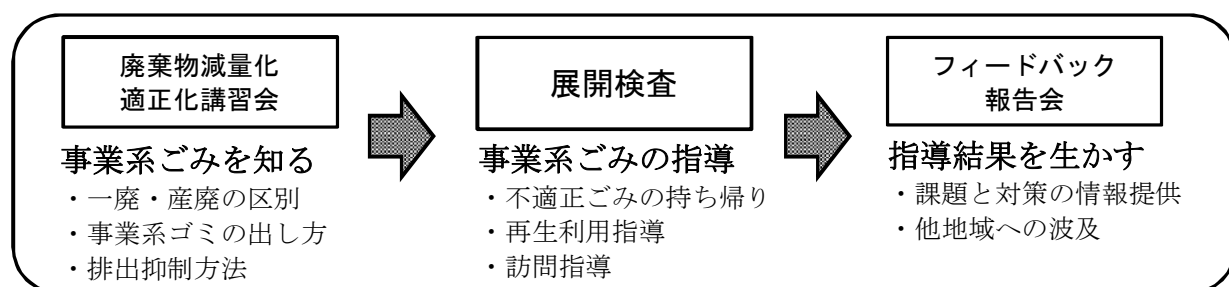 廃棄物減量化
適正化講習会
事業系ごみを知る
・一廃・産廃の区別
・事業系ゴミの出し方
・排出抑制方法
展開検査
事業系ごみの指導
・不適正ごみの持ち帰り
・再生利用指導
・訪問指導
フィードバック
報告会
指導結果を生かす
・課題と対策の情報提供
・他地域への波及